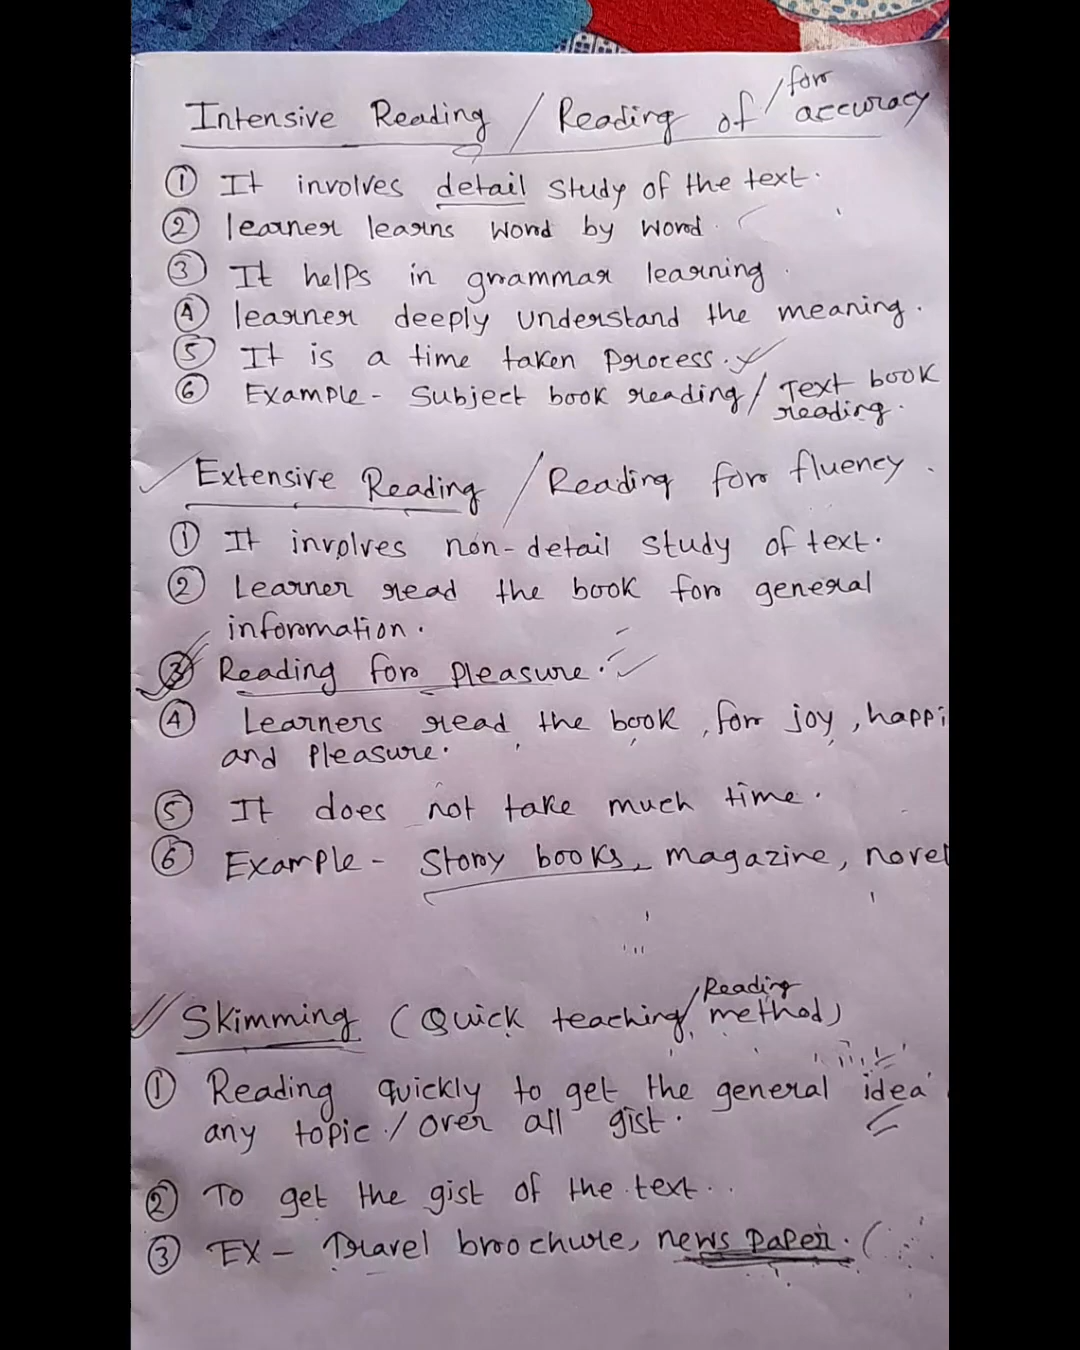 Intensive Reading / Reading of / for accuracy
① It involves detail study of the text.
② learner learns word by word.
③ It helps in grammar learning.
④ learner deeply understand the meaning.
⑤ It is a time taken process.
⑥ Example - Subject book reading / Text book
reading.
Extensive Reading / Reading for fluency.
① It involves non-detail study of text.
② Learner read the book for general
information.
③ Reading for pleasure.
④ Learners read the book, for joy, happi
and pleasure.
⑤ It does not take much time.
⑥ Example - Story books, magazine, novel
Skimming (Quick teaching / Reading method)
① Reading quickly to get the general idea
any topic. / over all gist.
② To get the gist of the text.
③ EX - Travel broochure, news paper.